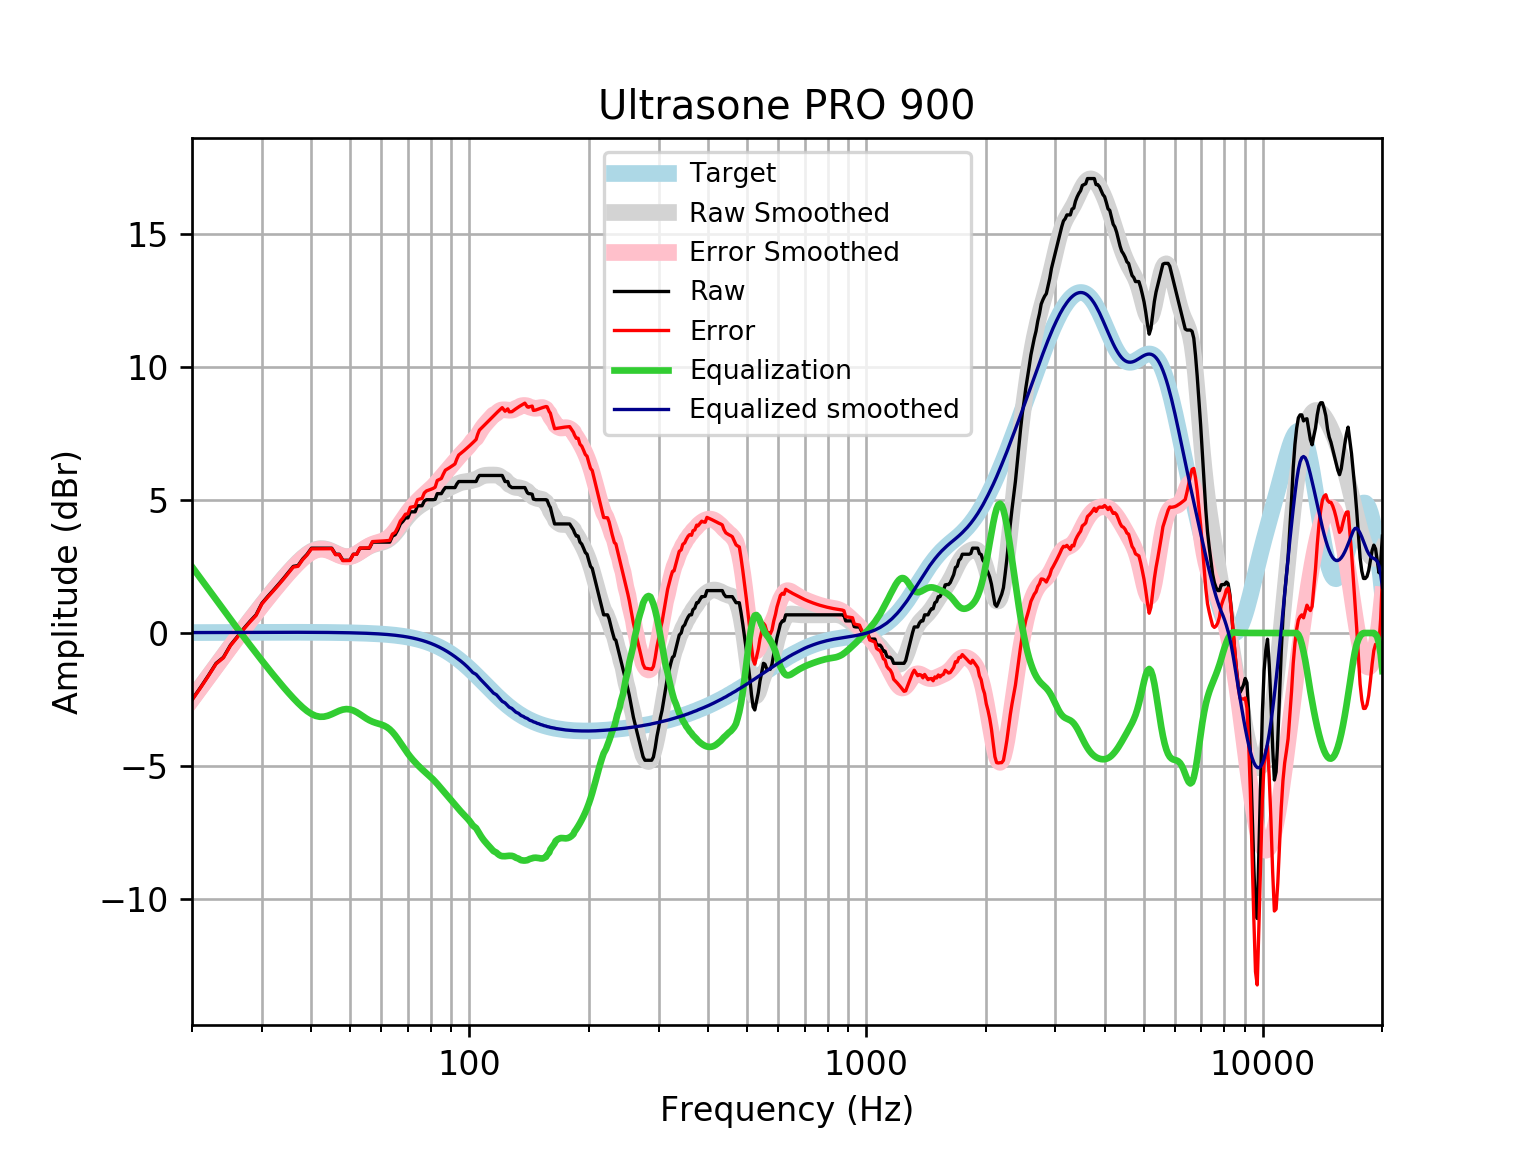 Ultrasone PRO 900
Target
Raw Smoothed
Error Smoothed
Raw
Error
Equalization
Equalized smoothed
15
10
5
0
−5
−10
Amplitude (dBr)
100 1000 10000
Frequency (Hz)